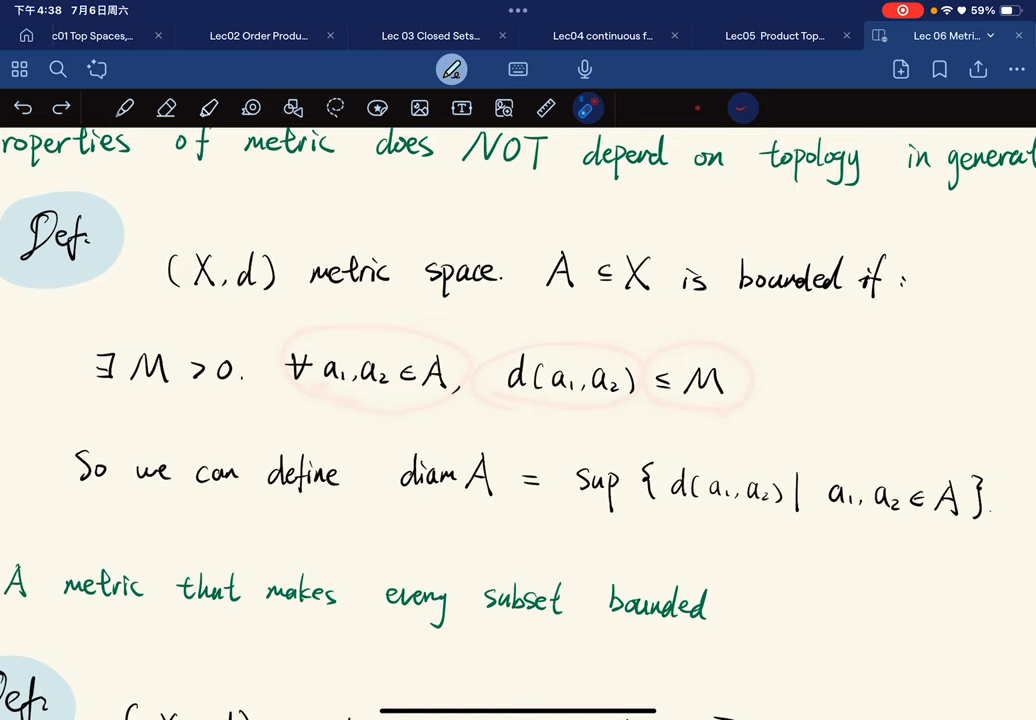 下午4:38 7月6日周六
59%
c01 Top Spaces,...
Lec02 Order Produ...
Lec 03 Closed Sets...
Lec04 continuous f...
Lec05 Product Top...
Lec 06 Metri...
roperties of metric does NOT depend on topology in general
Def:
(X,d) metric space. A ⊆ X is bounded if :
∃ M > 0. ∀ a₁,a₂ ∈ A, d(a₁,a₂) ≤ M
So we can define diam A = sup { d(a₁,a₂) | a₁,a₂ ∈ A }.
A metric that makes every subset bounded
Def: